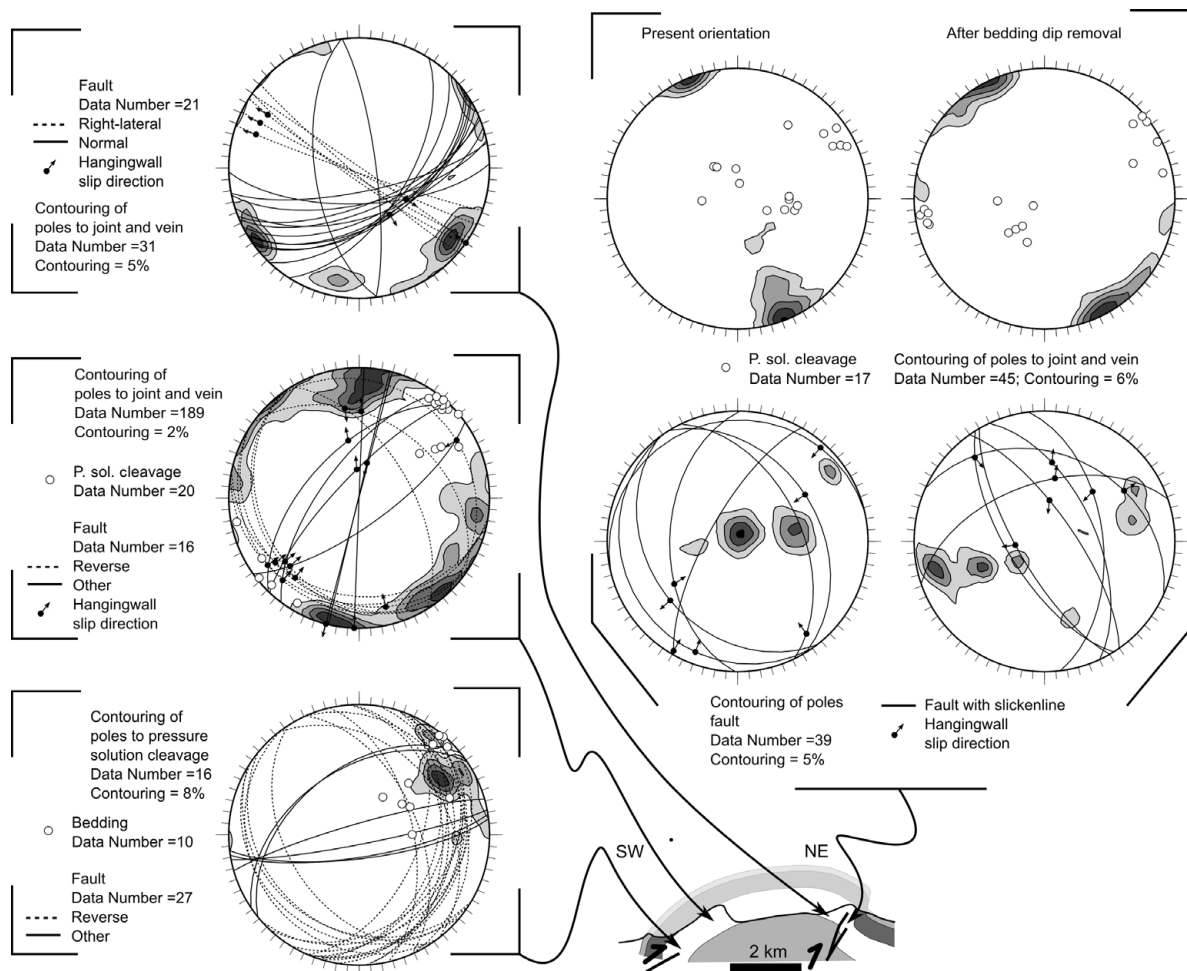 Fault
Data Number =21
Right-lateral
Normal
Hangingwall
slip direction
Contouring of
poles to joint and vein
Data Number =31
Contouring = 5%
Contouring of
poles to joint and vein
Data Number =189
Contouring = 2%
P. sol. cleavage
Data Number =20
Fault
Data Number =16
Reverse
Other
Hangingwall
slip direction
Contouring of
poles to pressure
solution cleavage
Data Number =16
Contouring = 8%
Bedding
Data Number =10
Fault
Data Number =27
Reverse
Other
Present orientation
After bedding dip removal
P. sol. cleavage
Data Number =17
Contouring of poles to joint and vein
Data Number =45; Contouring = 6%
Contouring of poles
fault
Data Number =39
Contouring = 5%
Fault with slickenline
Hangingwall
slip direction
SW
NE
2 km